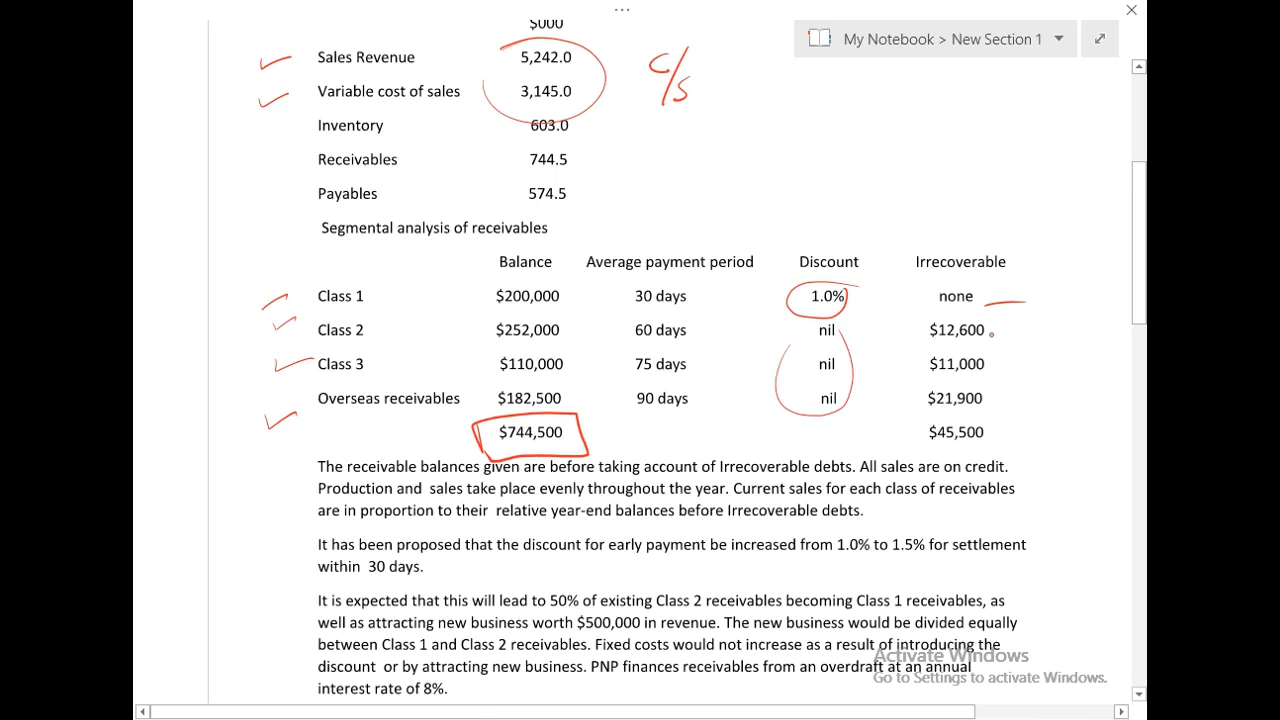 $000
My Notebook > New Section 1
Sales Revenue 5,242.0
c/s
Variable cost of sales 3,145.0
Inventory 603.0
Receivables 744.5
Payables 574.5
Segmental analysis of receivables
Balance Average payment period Discount Irrecoverable
Class 1 $200,000 30 days 1.0% none
Class 2 $252,000 60 days nil $12,600
Class 3 $110,000 75 days nil $11,000
Overseas receivables $182,500 90 days nil $21,900
$744,500 $45,500
The receivable balances given are before taking account of Irrecoverable debts. All sales are on credit.
Production and sales take place evenly throughout the year. Current sales for each class of receivables
are in proportion to their relative year-end balances before Irrecoverable debts.
It has been proposed that the discount for early payment be increased from 1.0% to 1.5% for settlement
within 30 days.
It is expected that this will lead to 50% of existing Class 2 receivables becoming Class 1 receivables, as
well as attracting new business worth $500,000 in revenue. The new business would be divided equally
between Class 1 and Class 2 receivables. Fixed costs would not increase as a result of introducing the
discount or by attracting new business. PNP finances receivables from an overdraft at an annual
interest rate of 8%.
Activate Windows
Go to Settings to activate Windows.